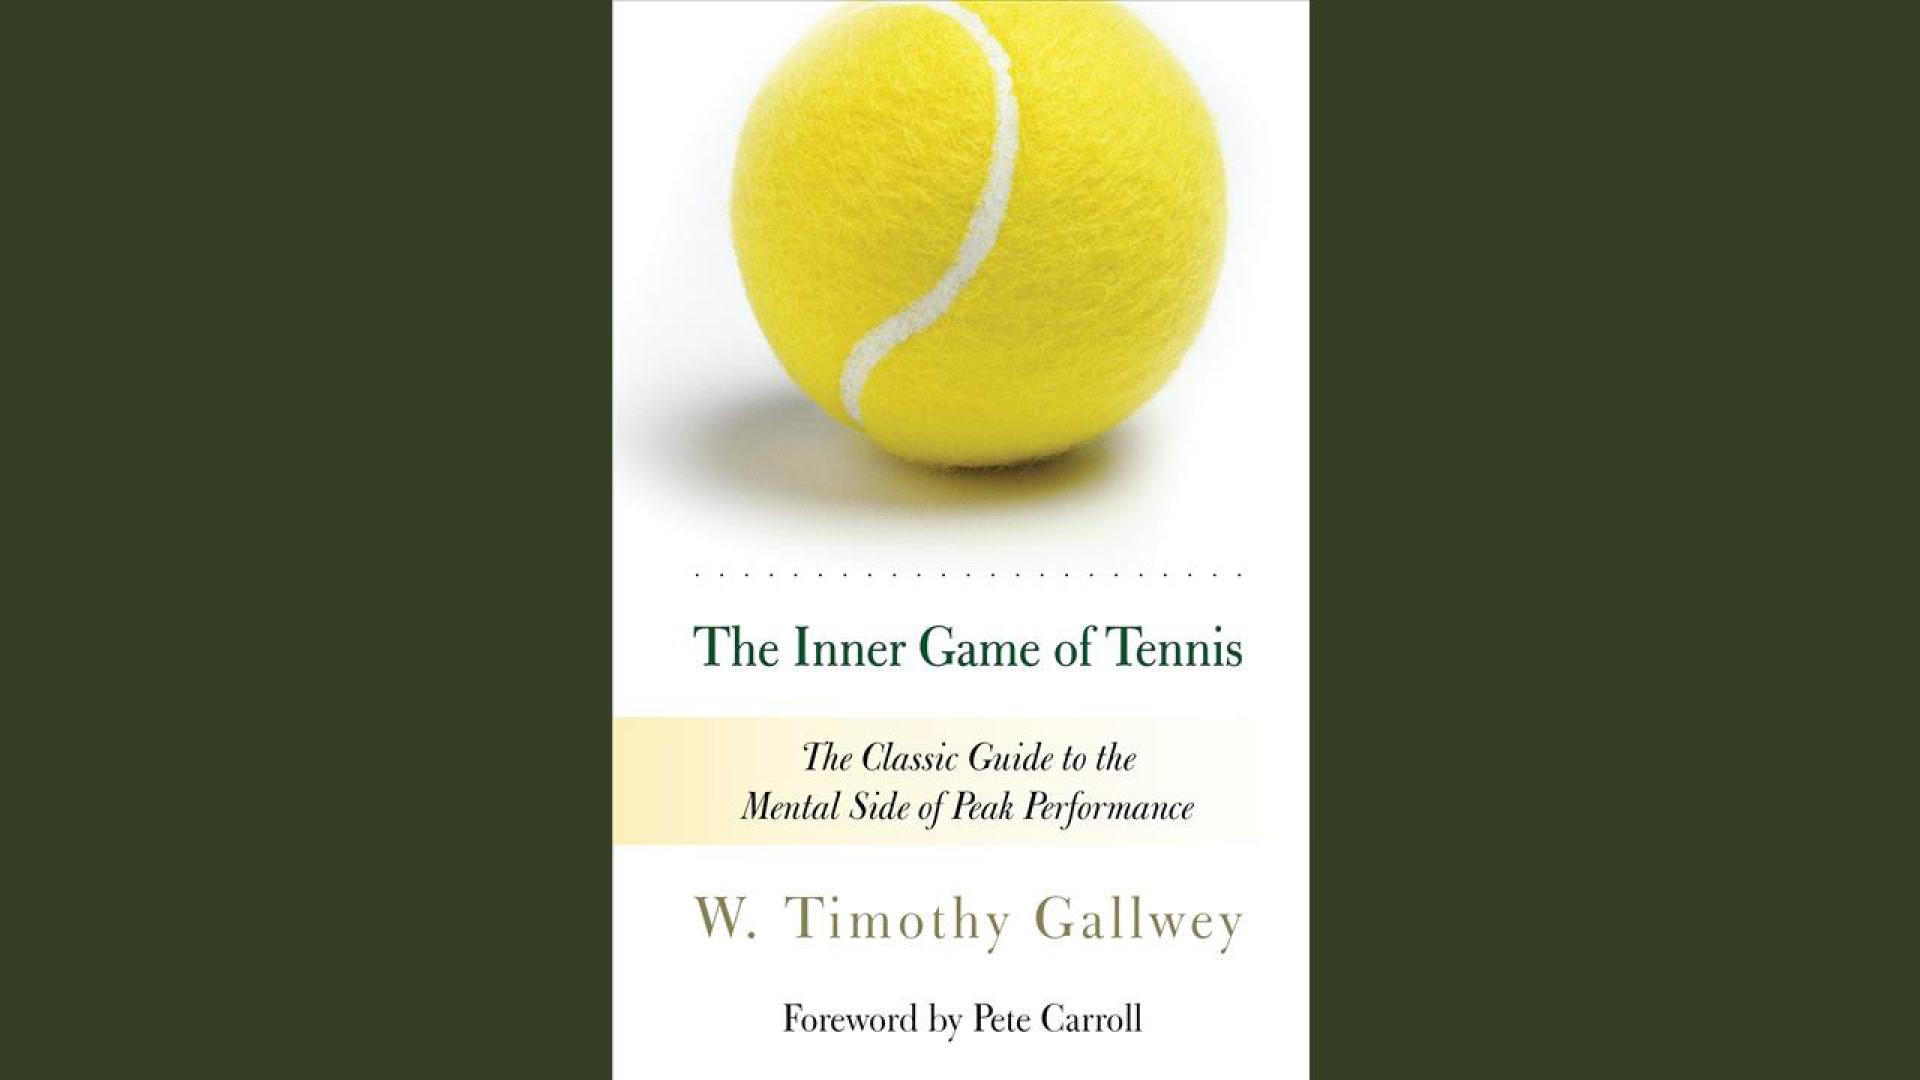 The Inner Game of Tennis
The Classic Guide to the
Mental Side of Peak Performance
W. Timothy Gallwey
Foreword by Pete Carroll